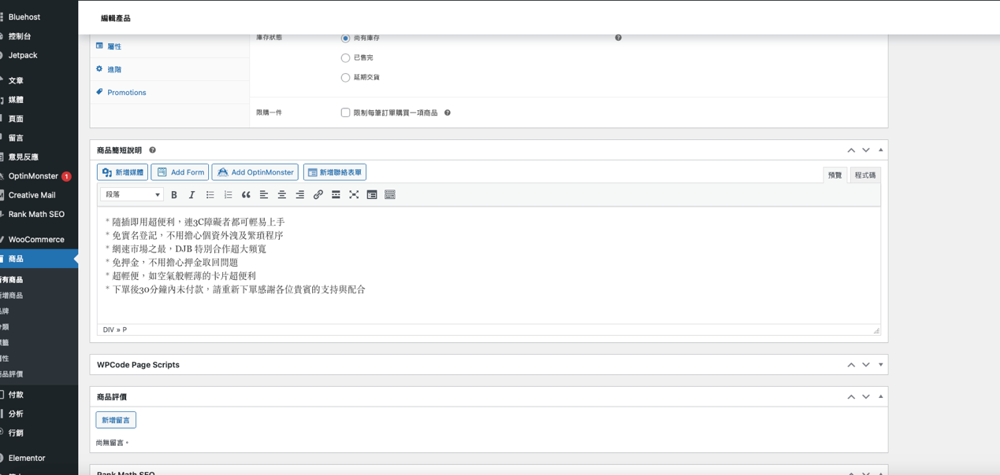 Bluehost
控制台
Jetpack
文章
媒體
頁面
留言
意見反應
OptinMonster 1
Creative Mail
Rank Math SEO
WooCommerce
商品
所有商品
新增商品
品牌
分類
標籤
屬性
商品評價
付款
分析
行銷
Elementor
編輯產品
屬性
進階
Promotions
庫存狀態
尚有庫存
已售完
延期交貨
限購一件
限制每筆訂單購買一項商品
商品簡短說明
新增媒體 Add Form Add OptinMonster 新增聯絡表單
預覽 程式碼
段落 B I
* 隨插即用超便利，連3C障礙者都可輕易上手
* 免實名登記，不用擔心個資外洩及繁瑣程序
* 網速市場之最，DJB 特別合作超大頻寬
* 免押金，不用擔心押金取回問題
* 超輕便，如空氣般輕薄的卡片超便利
* 下單後30分鐘內未付款，請重新下單感謝各位貴賓的支持與配合
DIV » P
WPCode Page Scripts
商品評價
新增留言
尚無留言。
Rank Math SEO